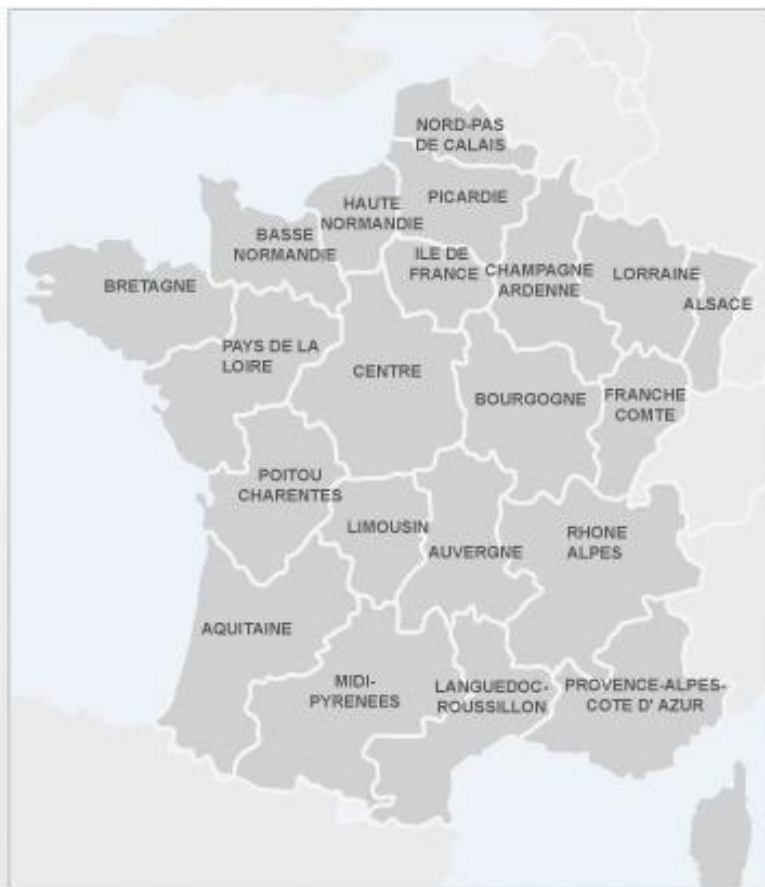 NORD-PAS
DE CALAIS
PICARDIE
HAUTE
NORMANDIE
BASSE
NORMANDIE
ILE DE
FRANCE
CHAMPAGNE
ARDENNE
LORRAINE
ALSACE
BRETAGNE
PAYS DE LA
LOIRE
CENTRE
BOURGOGNE
FRANCHE
COMTE
POITOU
CHARENTES
LIMOUSIN
AUVERGNE
RHONE
ALPES
AQUITAINE
MIDI-
PYRENEES
LANGUEDOC-
ROUSSILLON
PROVENCE-ALPES-
COTE D' AZUR